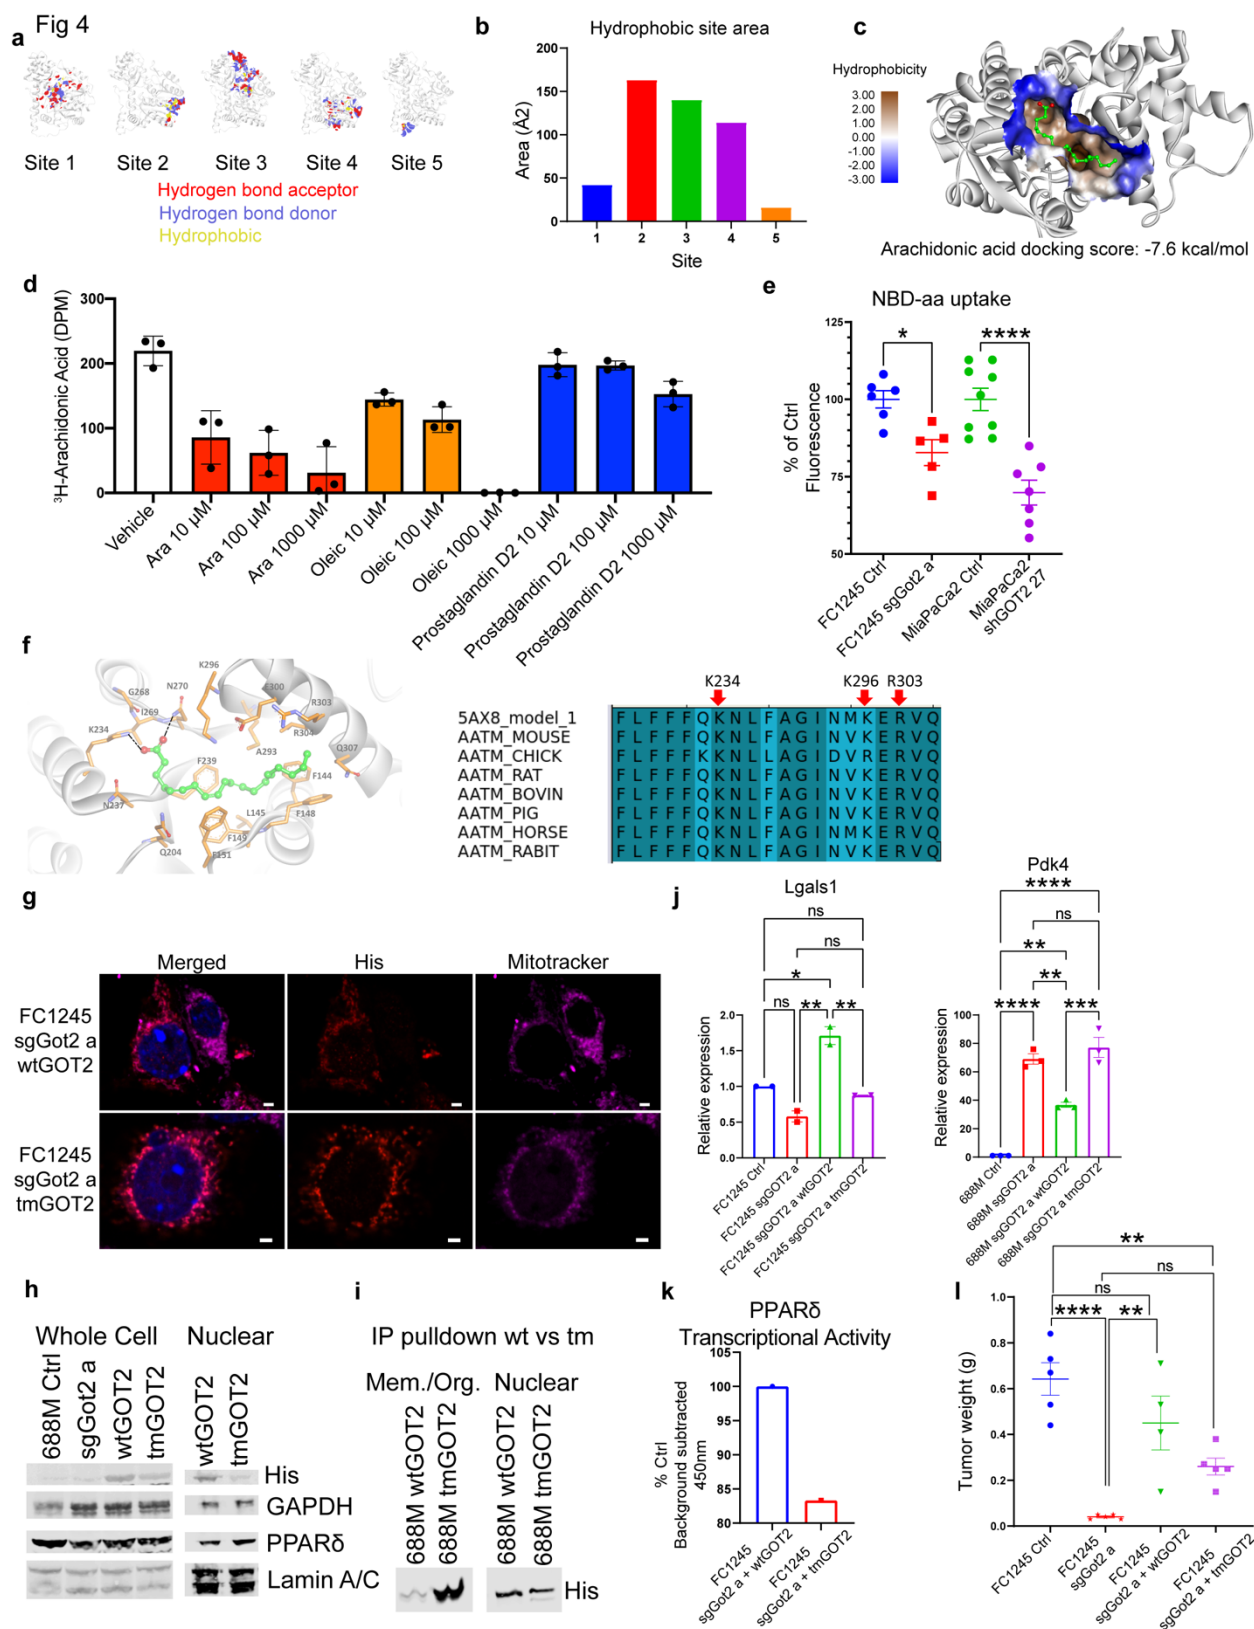 Fig 4
a
Site 1
Site 2
Site 3
Site 4
Site 5
Hydrogen bond acceptor
Hydrogen bond donor
Hydrophobic
b
Hydrophobic site area
Area (Å2)
200
150
100
50
0
1
2
3
4
5
Site
c
Hydrophobicity
3.00
2.00
1.00
0.00
-1.00
-2.00
-3.00
Arachidonic acid docking score: -7.6 kcal/mol
d
³H-Arachidonic Acid (DPM)
300
200
100
0
Vehicle
Ara 10 µM
Ara 100 µM
Ara 1000 µM
Oleic 10 µM
Oleic 100 µM
Oleic 1000 µM
Prostaglandin D2 10 µM
Prostaglandin D2 100 µM
Prostaglandin D2 1000 µM
e
NBD-aa uptake
% of Ctrl
Fluorescence
125
100
75
50
*
****
FC1245 Ctrl
FC1245 sgGot2 a
MiaPaCa2 Ctrl
MiaPaCa2
shGOT2 27
f
K296
N270
G268
I269
K234
E300
R303
R304
Q307
A293
F239
F144
N237
L145
F148
F149
Q204
F151
K234
K296
R303
5AX8_model_1 F L F F F Q K N L F A G I N M K E R V Q
AATM_MOUSE F L F F F Q K N L F A G I N V K E R V Q
AATM_CHICK F L F F F K K N L L A G I N D V K E R V Q
AATM_RAT F L F F F Q K N L F A G I N V K E R V Q
AATM_BOVIN F L F F F Q K N L F A G I N V K E R V Q
AATM_PIG F L F F F Q K N L F A G I N V K E R V Q
AATM_HORSE F L F F F Q K N L F A G I N M K E R V Q
AATM_RABIT F L F F F Q K N L F A G I N V K E R V Q
g
Merged
His
Mitotracker
FC1245
sgGot2 a
wtGOT2
FC1245
sgGot2 a
tmGOT2
j
Lgals1
ns
ns
*
ns
**
**
Relative expression
2.0
1.5
1.0
0.5
0.0
FC1245 Ctrl
FC1245 sgGOT2 a
FC1245 sgGOT2 a wtGOT2
FC1245 sgGOT2 a tmGOT2
Pdk4
****
ns
**
**
****
***
Relative expression
100
80
60
40
20
0
688M Ctrl
688M sgGOT2 a
688M sgGOT2 a wtGOT2
688M sgGOT2 a tmGOT2
h
Whole Cell
Nuclear
688M Ctrl
sgGot2 a
wtGOT2
tmGOT2
wtGOT2
tmGOT2
His
GAPDH
PPARδ
Lamin A/C
i
IP pulldown wt vs tm
Mem./Org.
Nuclear
688M wtGOT2
688M tmGOT2
688M wtGOT2
688M tmGOT2
His
k
PPARδ
Transcriptional Activity
% Ctrl
Background subtracted
450nm
105
100
95
90
85
80
FC1245
sgGot2 a + wtGOT2
FC1245
sgGot2 a + tmGOT2
l
**
ns
ns
****
**
Tumor weight (g)
1.0
0.8
0.6
0.4
0.2
0.0
FC1245 Ctrl
FC1245
sgGot2 a
FC1245
sgGot2 a + wtGOT2
FC1245
sgGot2 a + tmGOT2